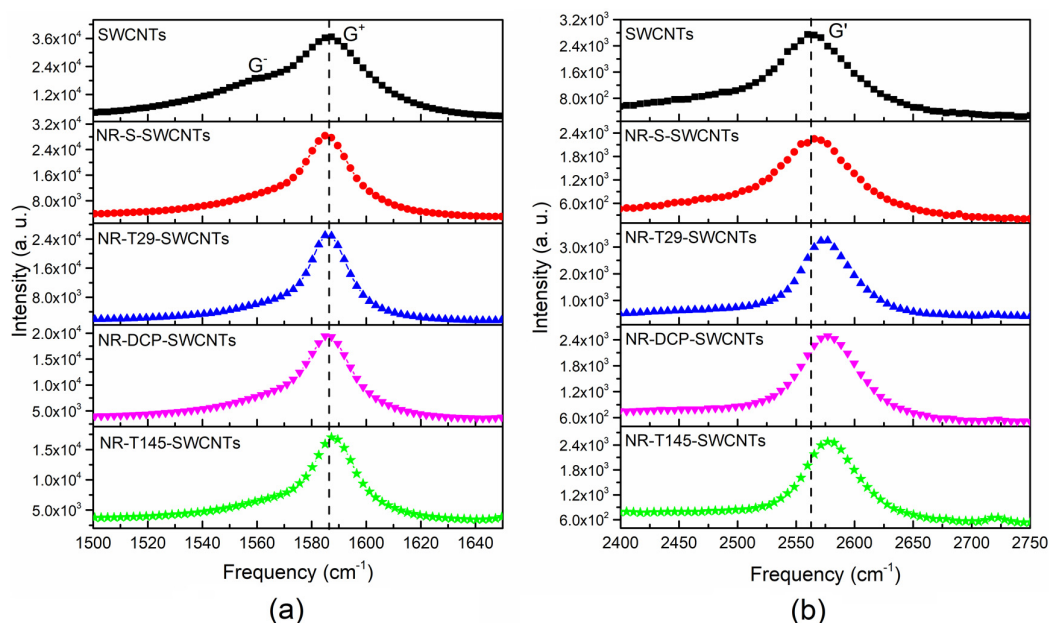 SWCNTs
G⁻
G⁺
3.6x10⁴
2.4x10⁴
1.2x10⁴
NR-S-SWCNTs
3.2x10⁴
2.4x10⁴
1.6x10⁴
8.0x10³
NR-T29-SWCNTs
2.4x10⁴
1.6x10⁴
8.0x10³
NR-DCP-SWCNTs
2.0x10⁴
1.5x10⁴
1.0x10⁴
5.0x10³
NR-T145-SWCNTs
1.5x10⁴
1.0x10⁴
5.0x10³
Intensity (a. u.)
1500 1520 1540 1560 1580 1600 1620 1640
Frequency (cm⁻¹)
(a)
SWCNTs
G'
3.2x10³
2.4x10³
1.6x10³
8.0x10²
NR-S-SWCNTs
2.4x10³
1.8x10³
1.2x10³
6.0x10²
NR-T29-SWCNTs
3.0x10³
2.0x10³
1.0x10³
NR-DCP-SWCNTs
2.4x10³
1.8x10³
1.2x10³
6.0x10²
NR-T145-SWCNTs
2.4x10³
1.8x10³
1.2x10³
6.0x10²
Intensity (a. u.)
2400 2450 2500 2550 2600 2650 2700 2750
Frequency (cm⁻¹)
(b)